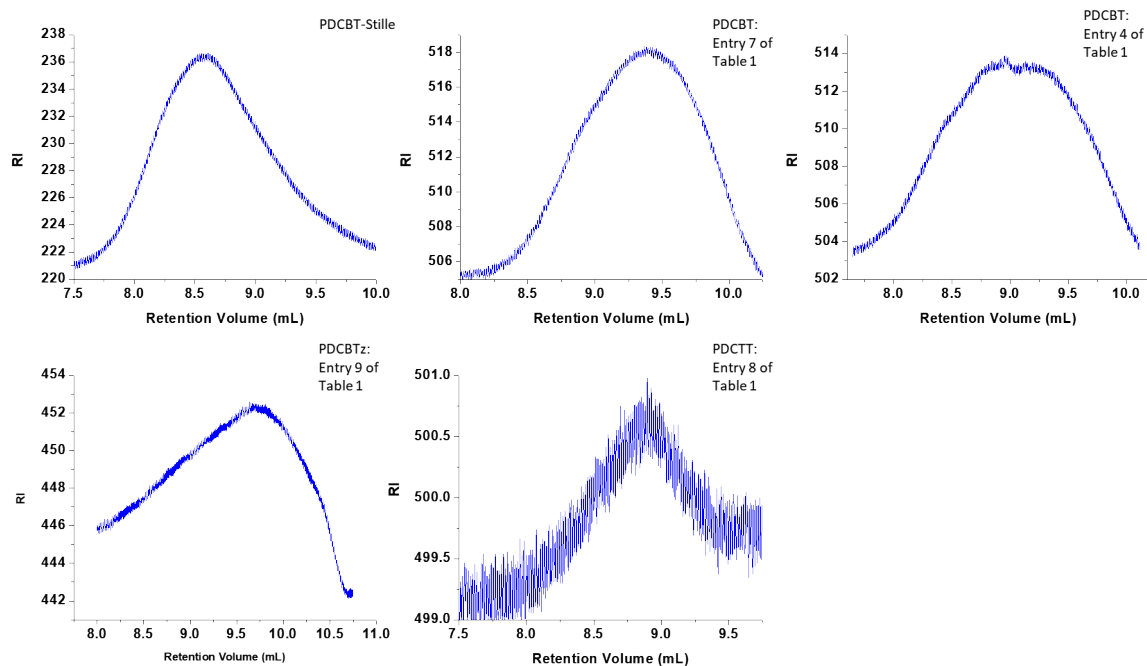 PDCBT-Stille
238
236
234
232
230
228
226
224
222
220
RI
7.5 8.0 8.5 9.0 9.5 10.0
Retention Volume (mL)
PDCBT:
Entry 7 of
Table 1
518
516
514
512
510
508
506
RI
8.0 8.5 9.0 9.5 10.0
Retention Volume (mL)
PDCBT:
Entry 4 of
Table 1
514
512
510
508
506
504
502
RI
8.0 8.5 9.0 9.5 10.0
Retention Volume (mL)
PDCBTz:
Entry 9 of
Table 1
454
452
450
448
446
444
442
RI
8.0 8.5 9.0 9.5 10.0 10.5 11.0
Retention Volume (mL)
PDCTT:
Entry 8 of
Table 1
501.0
500.5
500.0
499.5
499.0
RI
7.5 8.0 8.5 9.0 9.5
Retention Volume (mL)